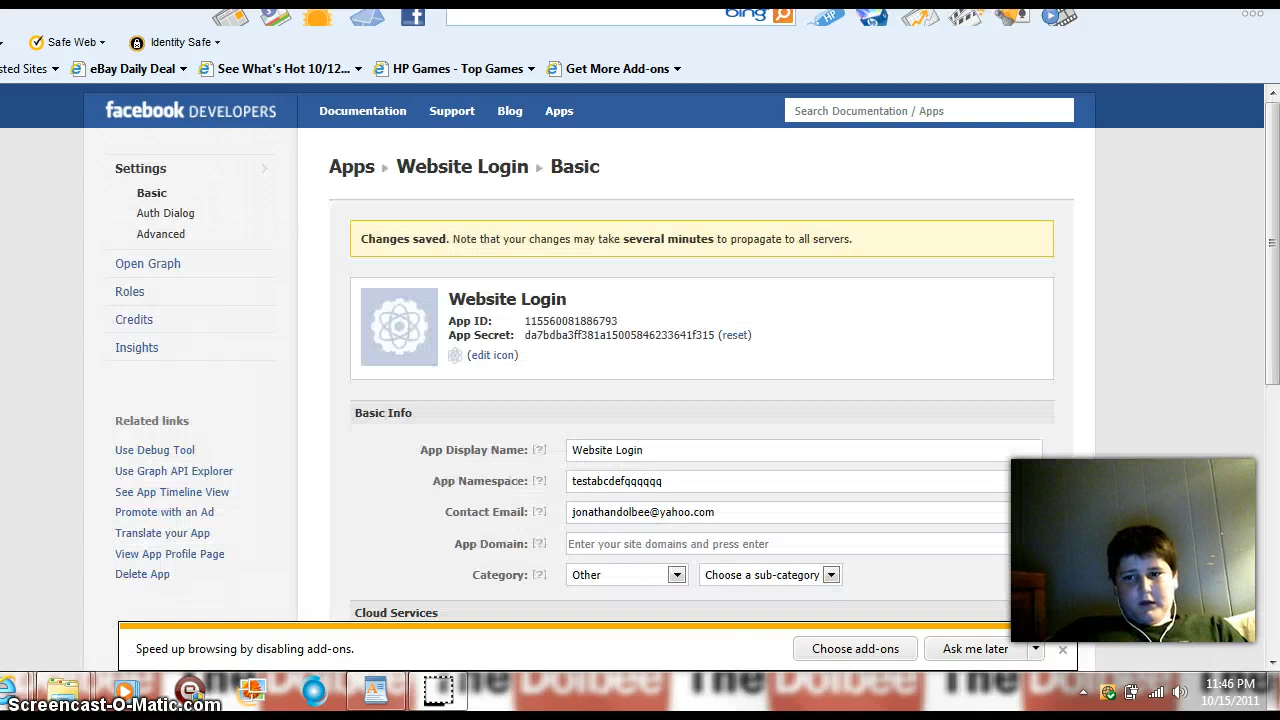 bing
HP
Safe Web
Identity Safe
sted Sites
eBay Daily Deal
See What's Hot 10/12...
HP Games - Top Games
Get More Add-ons
facebook DEVELOPERS
Documentation
Support
Blog
Apps
Search Documentation / Apps
Settings
Basic
Auth Dialog
Advanced
Open Graph
Roles
Credits
Insights
Related links
Use Debug Tool
Use Graph API Explorer
See App Timeline View
Promote with an Ad
Translate your App
View App Profile Page
Delete App
Apps Website Login Basic
Changes saved. Note that your changes may take several minutes to propagate to all servers.
Website Login
App ID: 115560081886793
App Secret: da7bdba3ff381a15005846233641f315 (reset)
(edit icon)
Basic Info
App Display Name: [?] Website Login
App Namespace: [?] testabcdefqqqqqq
Contact Email: [?] jonathandolbee@yahoo.com
App Domain: [?] Enter your site domains and press enter
Category: [?] Other Choose a sub-category
Cloud Services
Speed up browsing by disabling add-ons.
Choose add-ons
Ask me later
11:46 PM
10/15/2011
Screencast-O-Matic.com